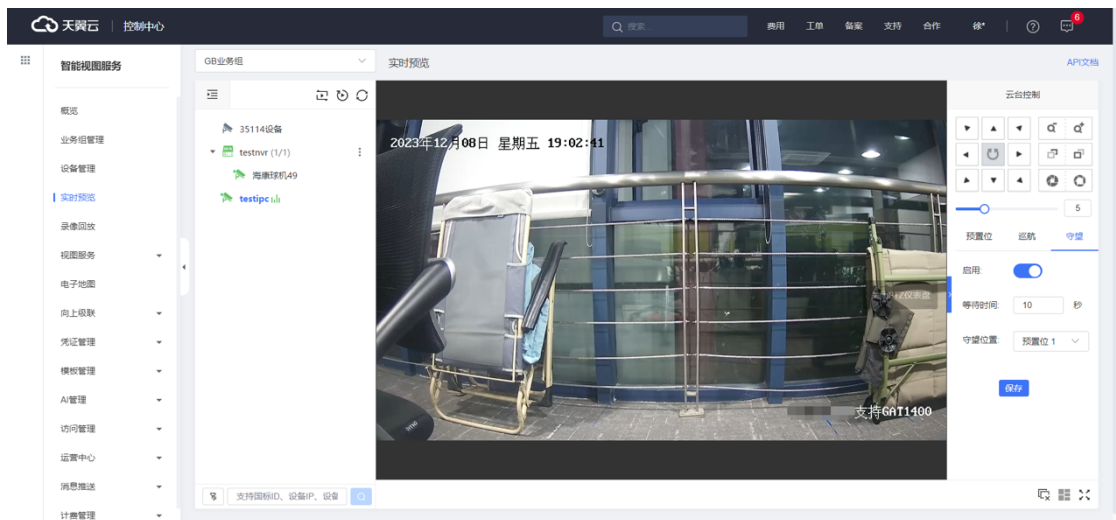 天翼云 控制中心 搜索... 费用 工单 备案 支持 合作 徐* 6
智能视图服务 GB业务组 实时预览 API文档
概览
业务组管理
设备管理
实时预览
录像回放
视图服务
电子地图
向上级联
凭证管理
模板管理
AI管理
访问管理
运营中心
消息推送
计费管理
35114设备
testnvr (1/1)
海康球机49
testipc
支持国标ID、设备IP、设备
2023年12月08日 星期五 19:02:41
支持GAT1400
云台控制
5
预置位 巡航 守望
启用:
等待时间: 10 秒
守望位置: 预置位 1
保存